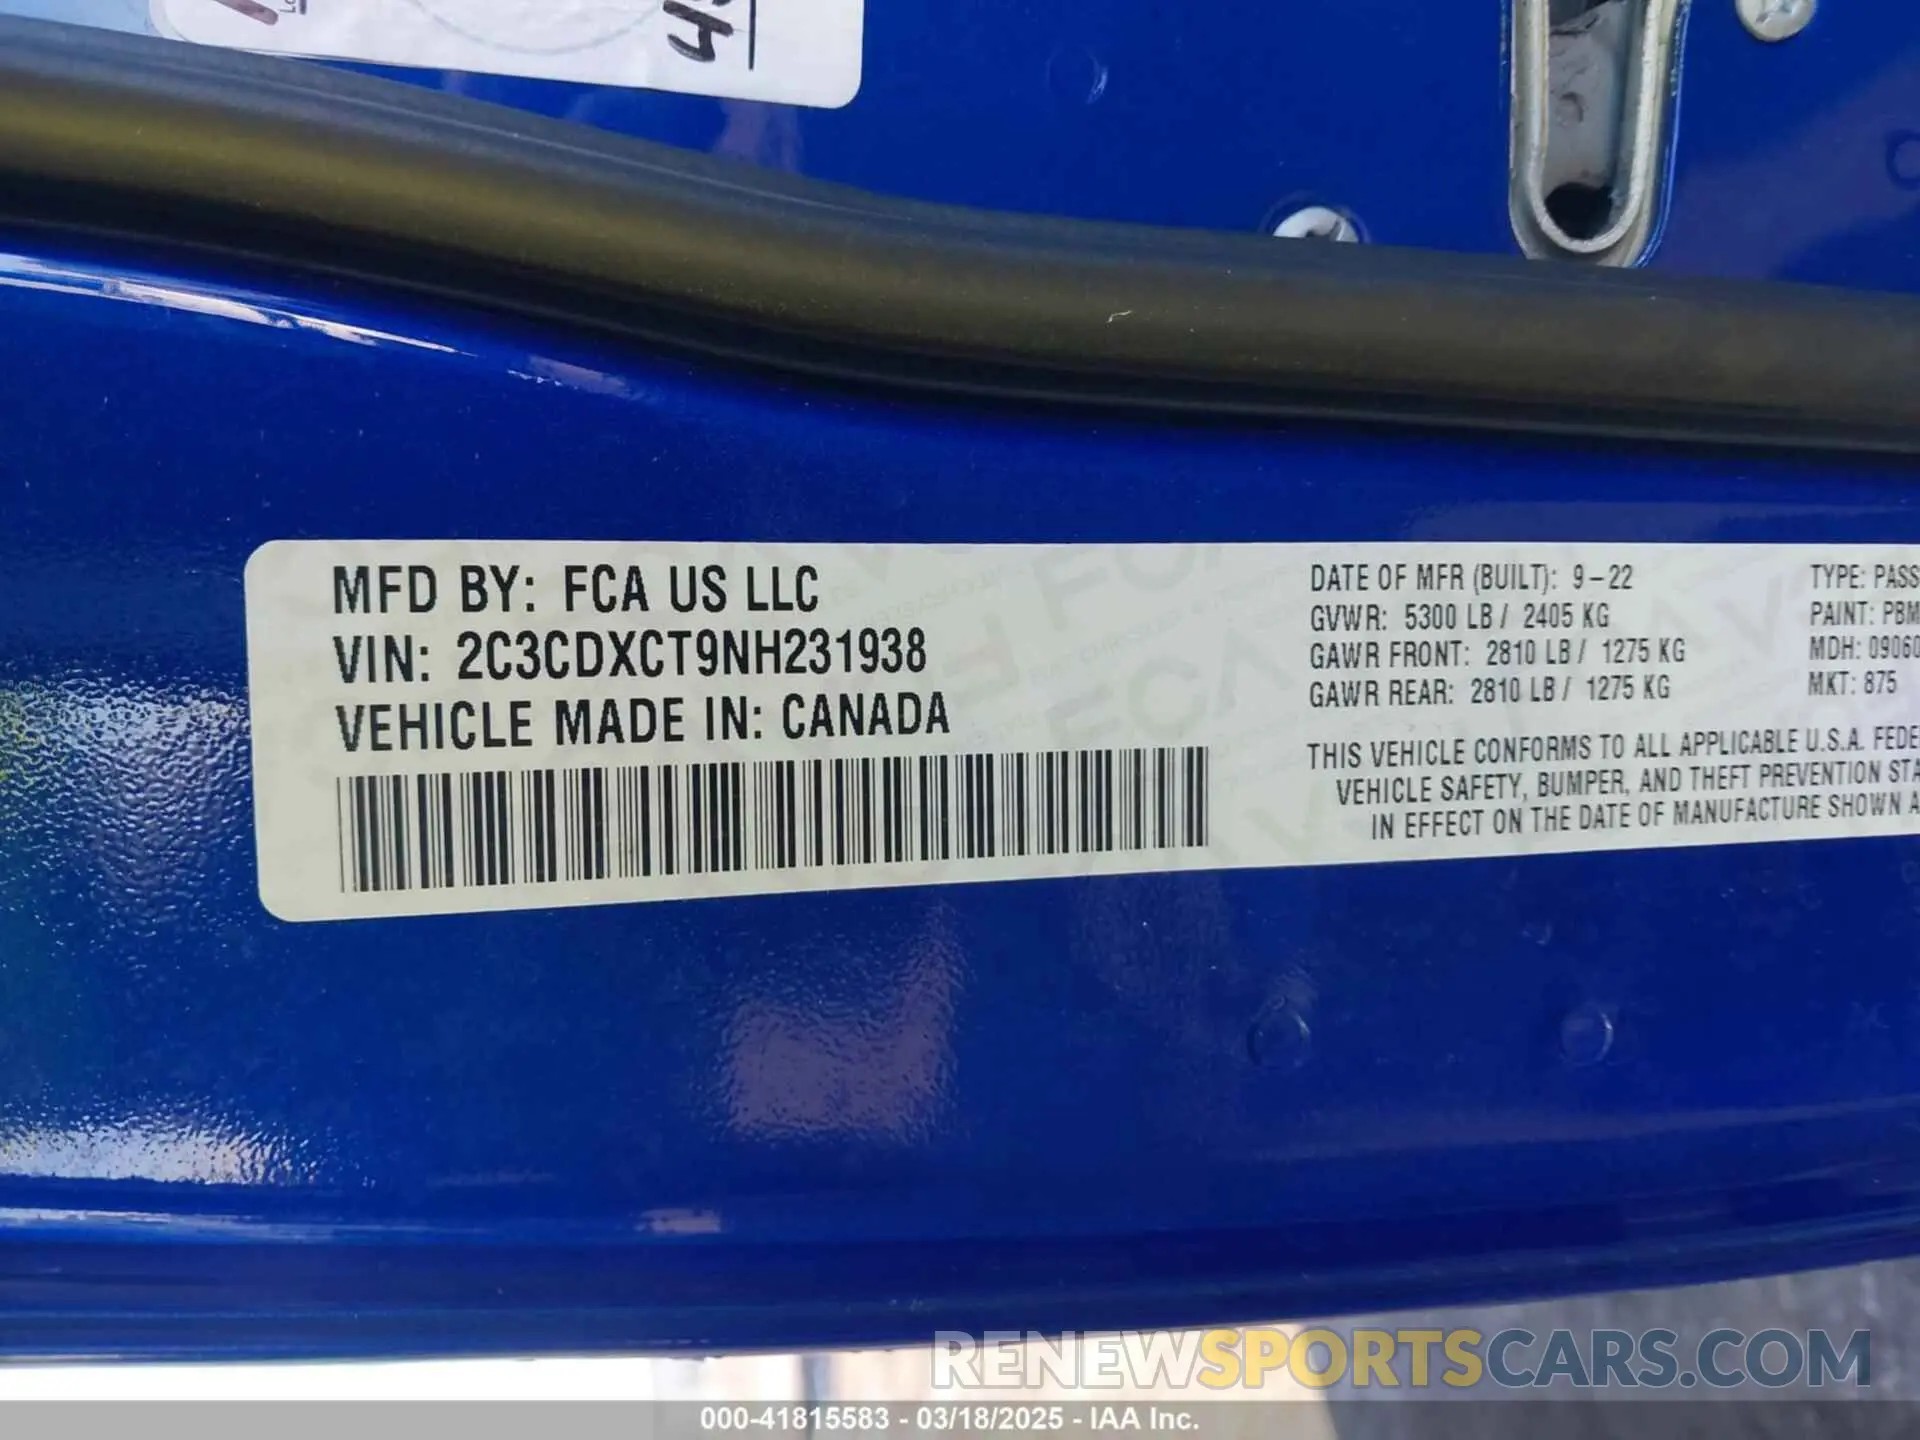 MFD BY: FCA US LLC
VIN: 2C3CDXCT9NH231938
VEHICLE MADE IN: CANADA
DATE OF MFR (BUILT): 9-22
GVWR: 5300 LB / 2405 KG
GAWR FRONT: 2810 LB / 1275 KG
GAWR REAR: 2810 LB / 1275 KG
TYPE: PASS
PAINT: PBM
MDH: 09060
MKT: 875
THIS VEHICLE CONFORMS TO ALL APPLICABLE U.S.A. FEDE
VEHICLE SAFETY, BUMPER, AND THEFT PREVENTION STA
IN EFFECT ON THE DATE OF MANUFACTURE SHOWN A
RENEWSPORTSCARS.COM
000-41815583 - 03/18/2025 - IAA Inc.